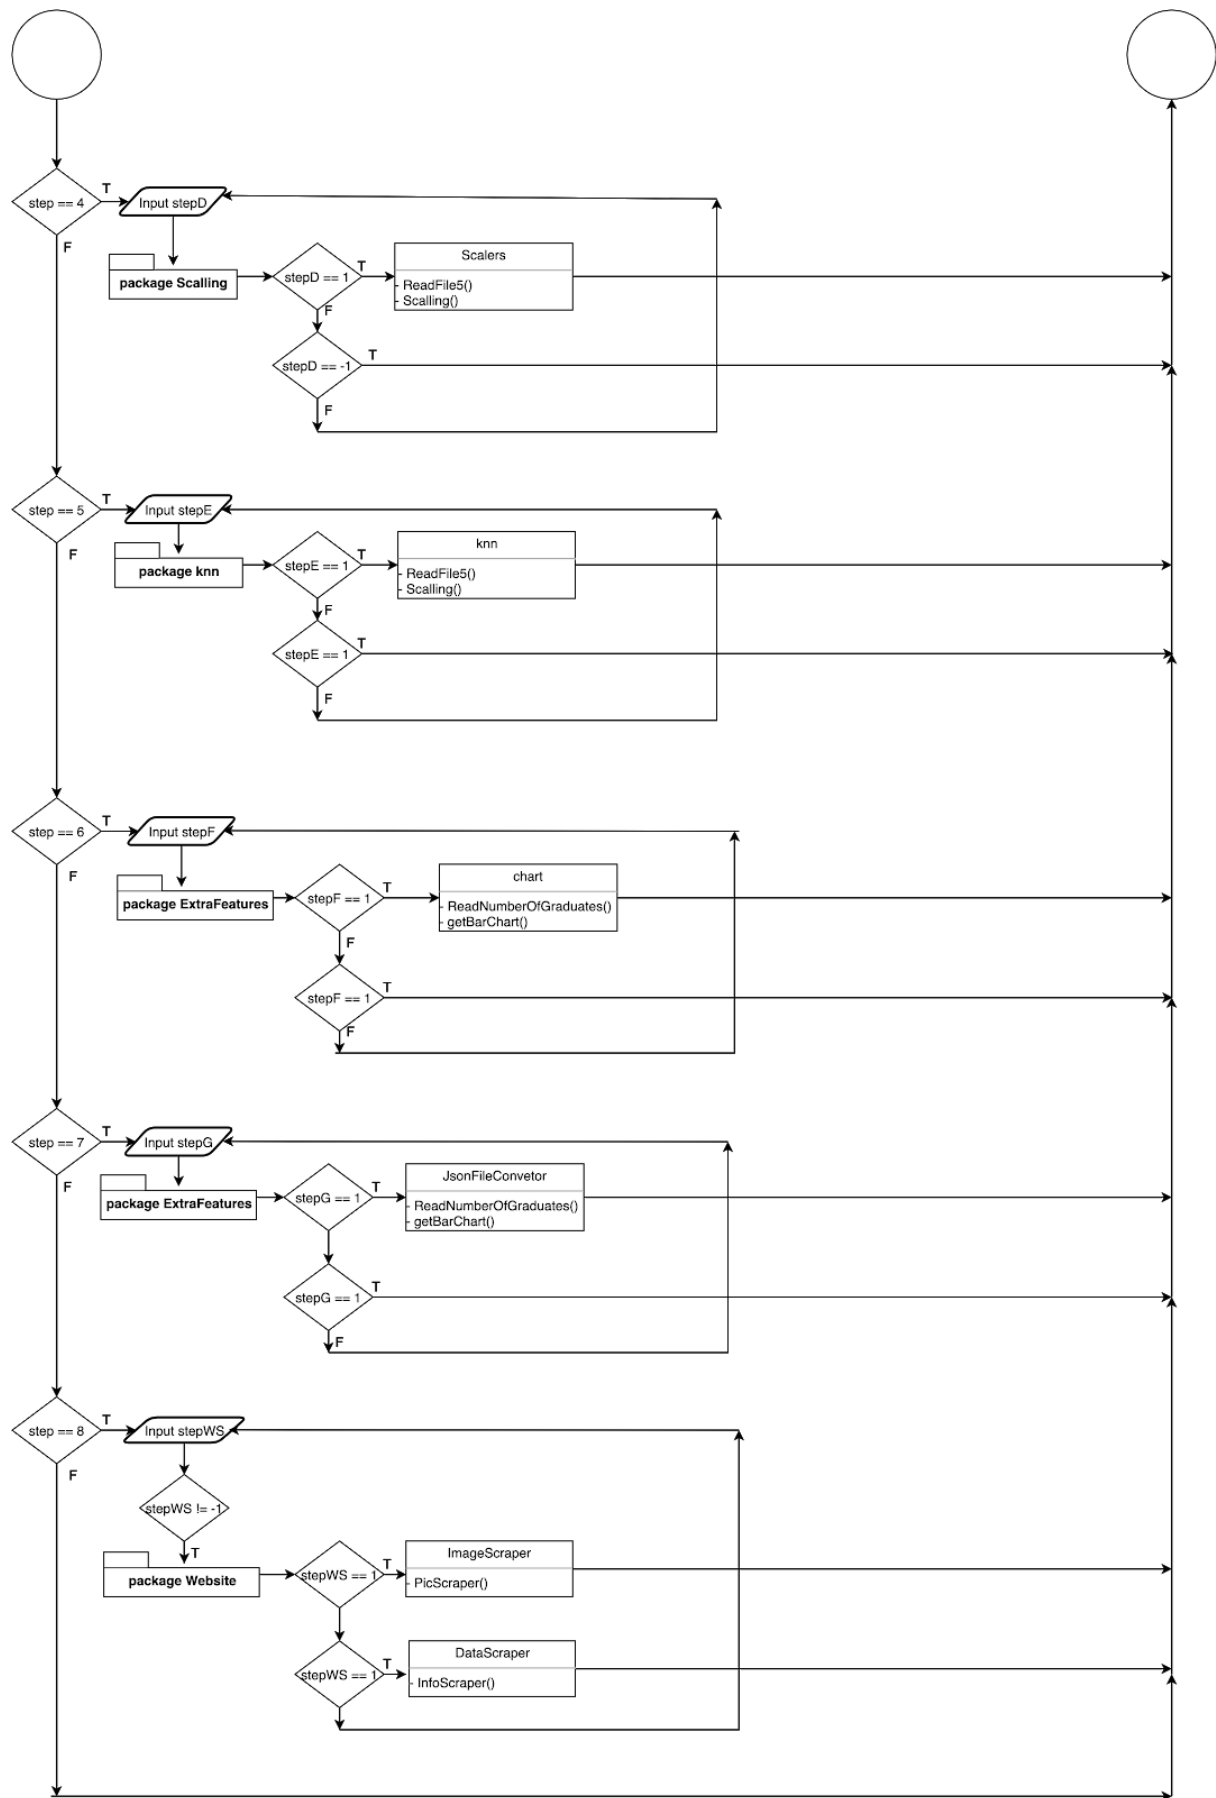 step == 4
T
Input stepD
F
package Scalling
stepD == 1
T
Scalers
- ReadFile5()
- Scalling()
F
stepD == -1
T
F
step == 5
T
Input stepE
F
package knn
stepE == 1
T
knn
- ReadFile5()
- Scalling()
F
stepE == 1
T
F
step == 6
T
Input stepF
F
package ExtraFeatures
stepF == 1
T
chart
- ReadNumberOfGraduates()
- getBarChart()
F
stepF == 1
T
F
step == 7
T
Input stepG
F
package ExtraFeatures
stepG == 1
T
JsonFileConvetor
- ReadNumberOfGraduates()
- getBarChart()
stepG == 1
T
F
step == 8
T
Input stepWS
F
stepWS != -1
T
package Website
stepWS == 1
T
ImageScraper
- PicScraper()
stepWS == 1
T
DataScraper
- InfoScraper()